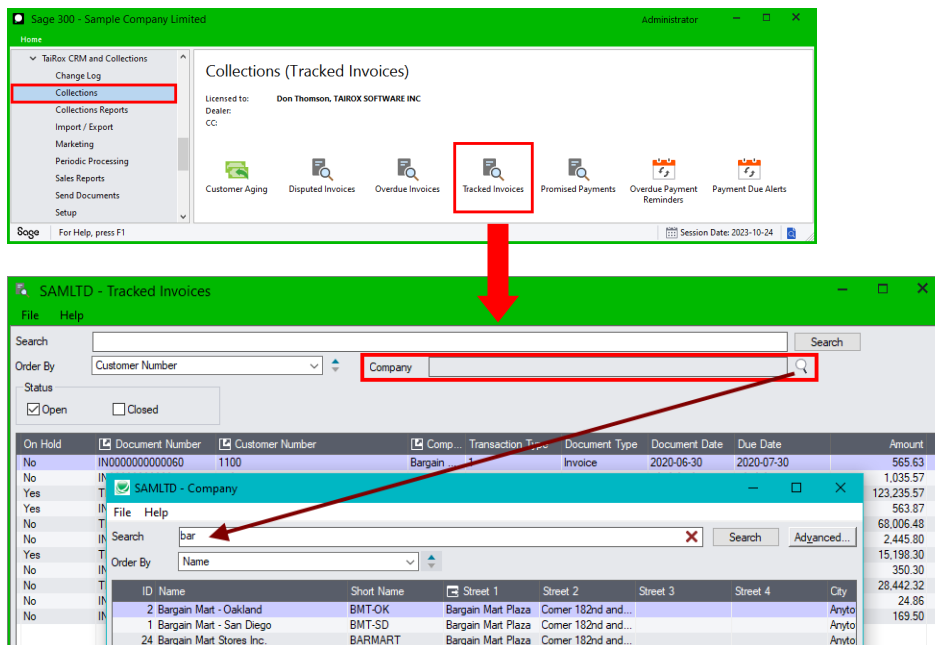 Sage 300 - Sample Company Limited Administrator
Home
TaiRox CRM and Collections
Change Log
Collections
Collections Reports
Import / Export
Marketing
Periodic Processing
Sales Reports
Send Documents
Setup
Collections (Tracked Invoices)
Licensed to: Don Thomson, TAIROX SOFTWARE INC
Dealer:
CC:
Customer Aging Disputed Invoices Overdue Invoices Tracked Invoices Promised Payments Overdue Payment Reminders Payment Due Alerts
Sage For Help, press F1 Session Date: 2023-10-24
SAMLTD - Tracked Invoices
File Help
Search Search
Order By Customer Number Company
Status
Open Closed
On Hold Document Number Customer Number Comp... Transaction Type Document Type Document Date Due Date Amount
No IN0000000000060 1100 Bargain ... 1 Invoice 2020-06-30 2020-07-30 565.63
No 1,035.57
Yes 123,235.57
Yes 563.87
No 68,006.48
No 2,445.80
Yes 15,198.30
No 350.30
No 28,442.32
No 24.86
No 169.50
SAMLTD - Company
File Help
Search bar Search Advanced...
Order By Name
ID Name Short Name Street 1 Street 2 Street 3 Street 4 City
2 Bargain Mart - Oakland BMT-OK Bargain Mart Plaza Corner 182nd and... Anyto
1 Bargain Mart - San Diego BMT-SD Bargain Mart Plaza Corner 182nd and... Anyto
24 Bargain Mart Stores Inc. BARMART Bargain Mart Plaza Corner 182nd and... Anyto